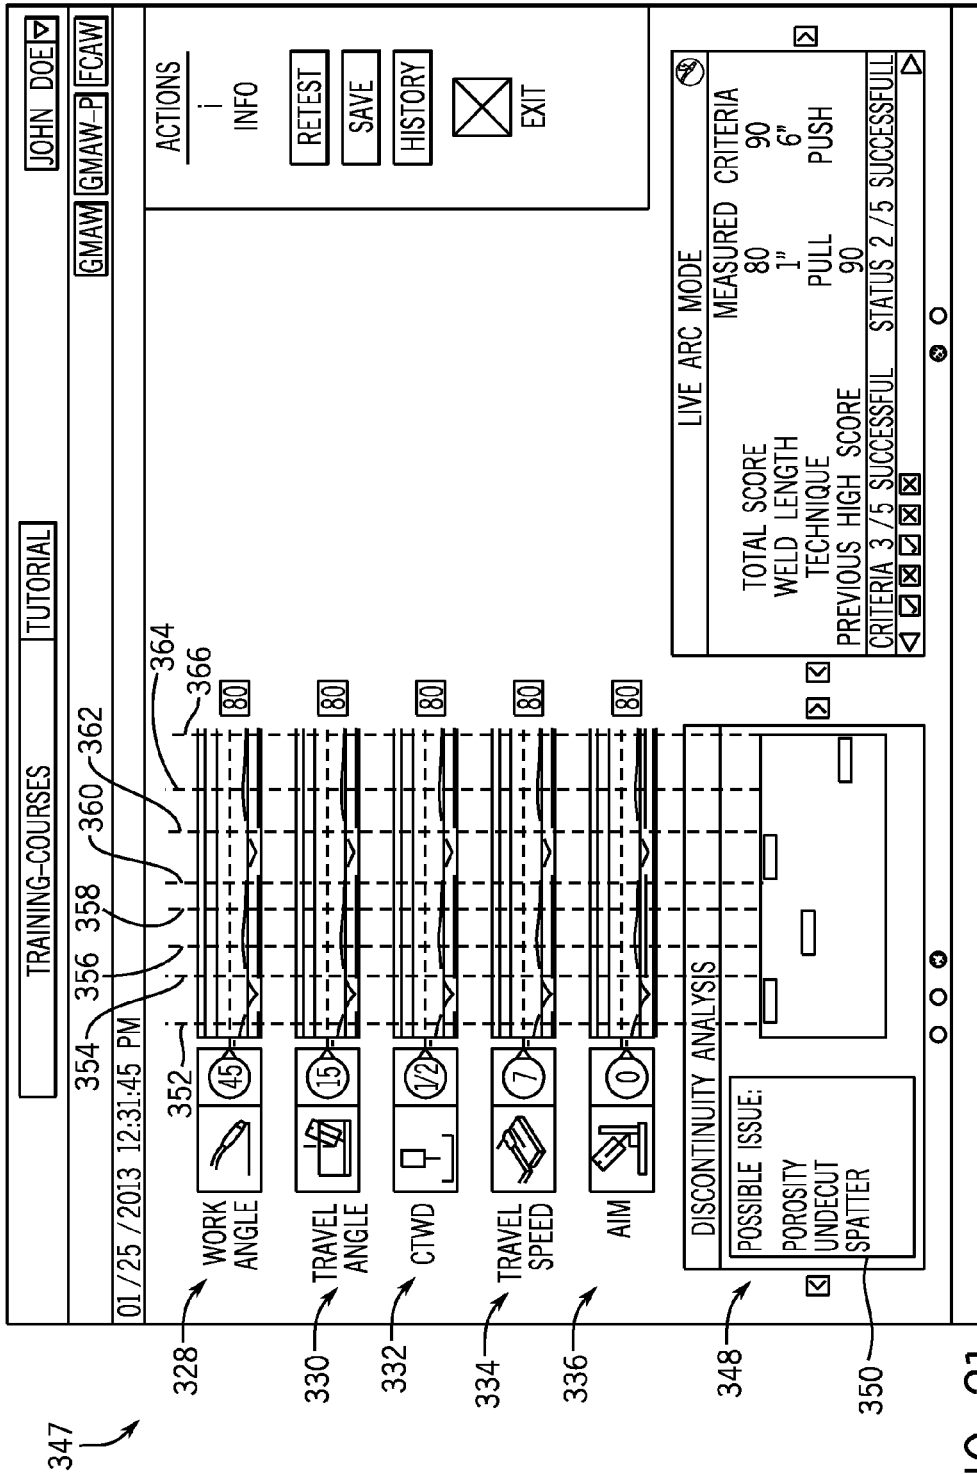 TRAINING-COURSES
TUTORIAL
JOHN DOE
GMAW
GMAW-P
FCAW
01/25/2013 12:31:45 PM
347
328
330
332
334
336
348
350
352
354
356
358
360
362
364
366
WORK
ANGLE
45
80
TRAVEL
ANGLE
15
80
CTWD
1/2
80
TRAVEL
SPEED
7
80
AIM
0
80
ACTIONS
i
INFO
RETEST
SAVE
HISTORY
EXIT
DISCONTINUITY ANALYSIS
POSSIBLE ISSUE:
POROSITY
UNDECUT
SPATTER
LIVE ARC MODE
MEASURED CRITERIA
TOTAL SCORE 80 90
WELD LENGTH 1" 6"
TECHNIQUE PULL PUSH
PREVIOUS HIGH SCORE 90
CRITERIA 3/5 SUCCESSFUL STATUS 2/5 SUCCESSFULL